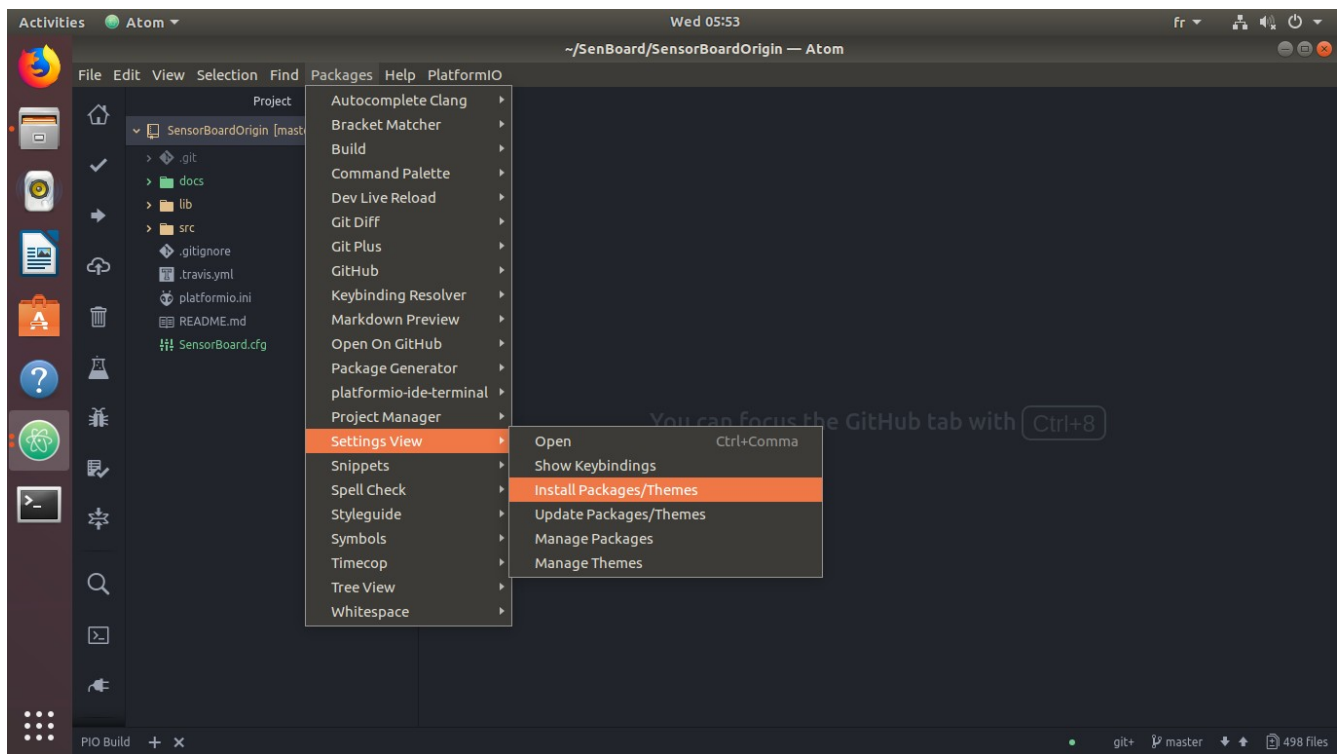 Activities Atom Wed 05:53 fr
~/SenBoard/SensorBoardOrigin — Atom
File Edit View Selection Find Packages Help PlatformIO
Project
SensorBoardOrigin [mast
.git
docs
lib
src
.gitignore
.travis.yml
platformio.ini
README.md
SensorBoard.cfg
Autocomplete Clang
Bracket Matcher
Build
Command Palette
Dev Live Reload
Git Diff
Git Plus
GitHub
Keybinding Resolver
Markdown Preview
Open On GitHub
Package Generator
platformio-ide-terminal
Project Manager
Settings View
Snippets
Spell Check
Styleguide
Symbols
Timecop
Tree View
Whitespace
You can focus the GitHub tab with Ctrl+8
Open Ctrl+Comma
Show Keybindings
Install Packages/Themes
Update Packages/Themes
Manage Packages
Manage Themes
PIO Build + × git+ master 498 files